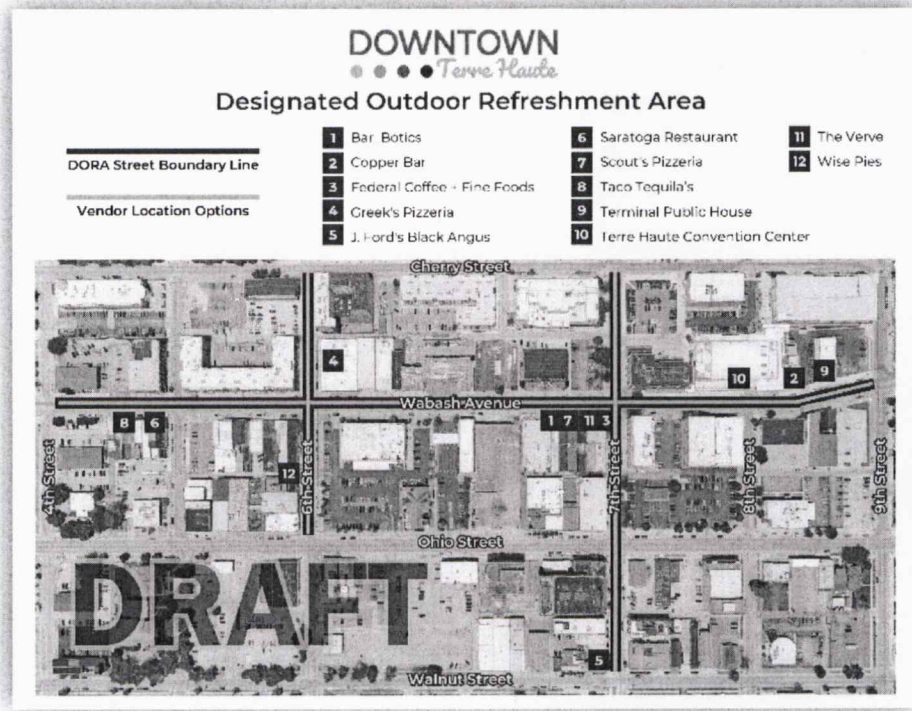 DOWNTOWN
Terre Haute
Designated Outdoor Refreshment Area
DORA Street Boundary Line
Vendor Location Options
1 Bar Botics
2 Copper Bar
3 Federal Coffee + Fine Foods
4 Greek's Pizzeria
5 J. Ford's Black Angus
6 Saratoga Restaurant
7 Scout's Pizzeria
8 Taco Tequila's
9 Terminal Public House
10 Terre Haute Convention Center
11 The Verve
12 Wise Pies
Cherry Street
4
10
2
9
Wabash Avenue
8 6
1 7 11 3
12
4th Street
6th Street
7th Street
8th Street
9th Street
Ohio Street
DRAFT
5
Walnut Street